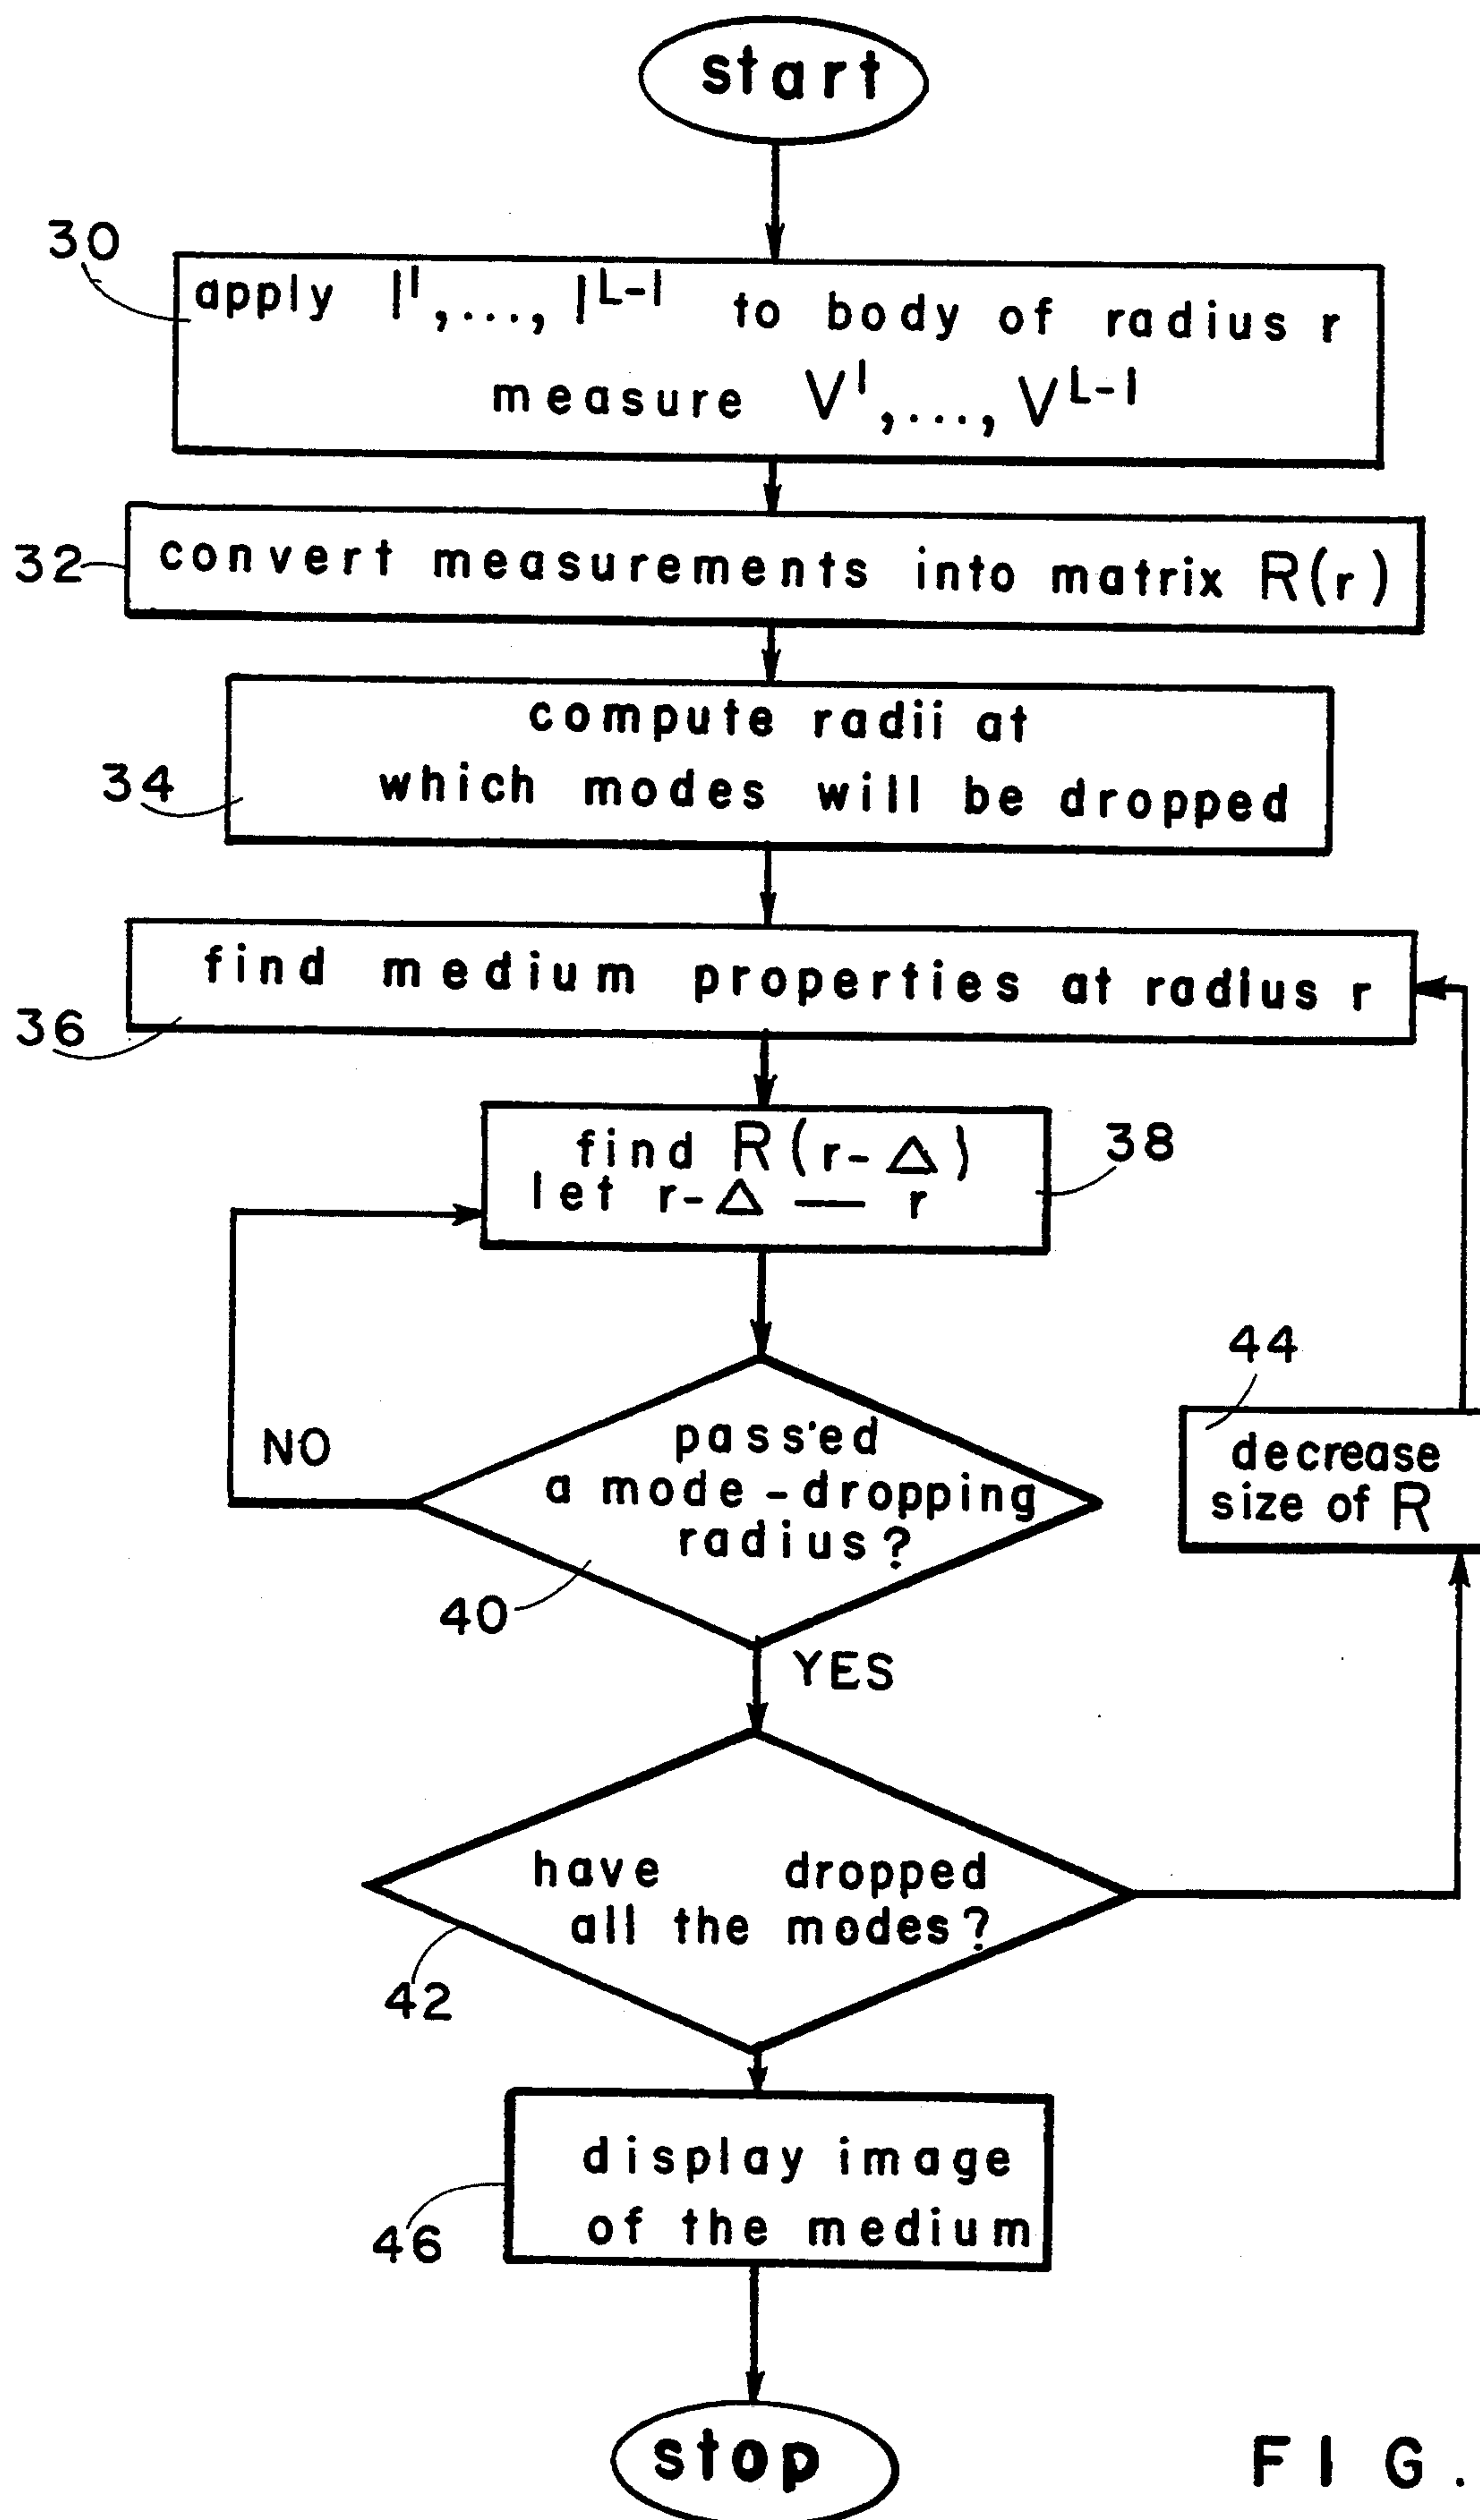 start
30
apply I¹,..., Iᴸ⁻¹ to body of radius r
measure V¹,..., Vᴸ⁻¹
32
convert measurements into matrix R(r)
compute radii at
which modes will be dropped
34
find medium properties at radius r
36
find R(r-Δ)
let r-Δ — r
38
44
decrease
size of R
NO
passed
a mode-dropping
radius?
40
YES
have dropped
all the modes?
42
display image
of the medium
46
stop
FIG.